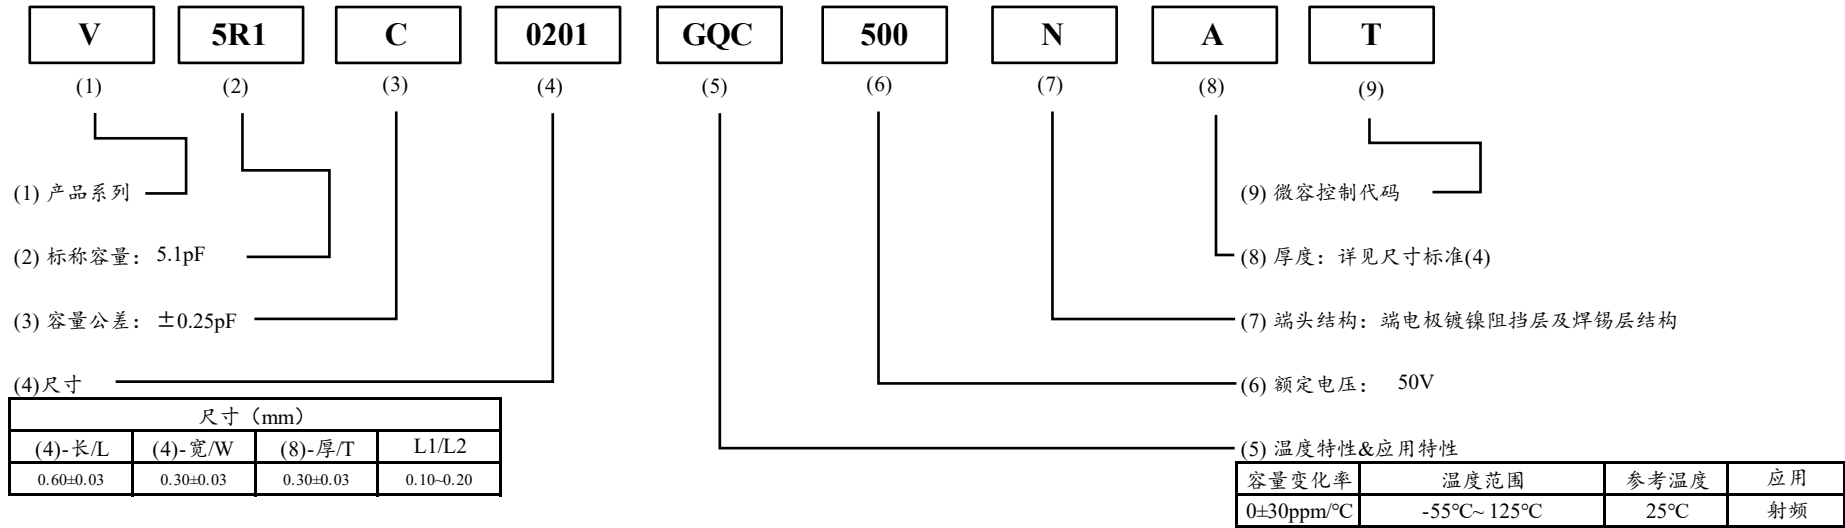 V 5R1 C 0201 GQC 500 N A T
(1) (2) (3) (4) (5) (6) (7) (8) (9)
(1) 产品系列
(9) 微容控制代码
(2) 标称容量: 5.1pF
(8) 厚度: 详见尺寸标准(4)
(3) 容量公差: ±0.25pF
(7) 端头结构: 端电极镀镍阻挡层及焊锡层结构
(4)尺寸
(6) 额定电压: 50V
尺寸（mm）
(4)-长/L (4)-宽/W (8)-厚/T L1/L2
0.60±0.03 0.30±0.03 0.30±0.03 0.10~0.20
(5) 温度特性&应用特性
容量变化率 温度范围 参考温度 应用
0±30ppm/℃ -55℃~ 125℃ 25℃ 射频